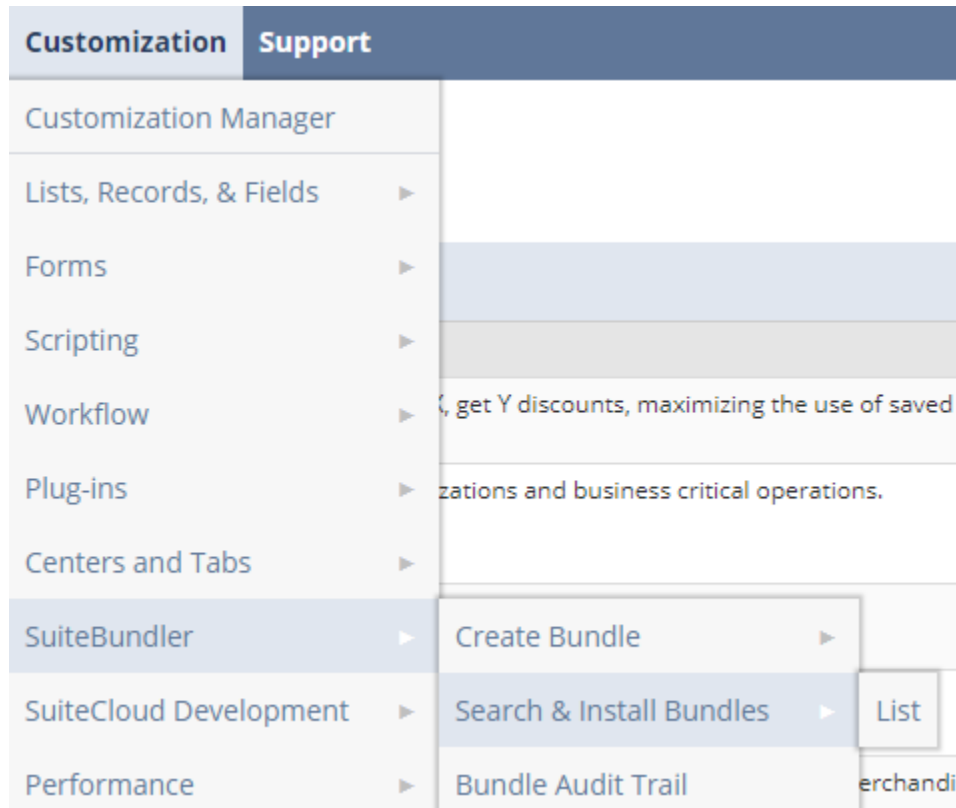 Customization Support
Customization Manager
Lists, Records, & Fields
Forms
Scripting
Workflow
, get Y discounts, maximizing the use of saved
Plug-ins
zations and business critical operations.
Centers and Tabs
SuiteBundler
Create Bundle
SuiteCloud Development
Search & Install Bundles
List
Performance
Bundle Audit Trail
erchandi